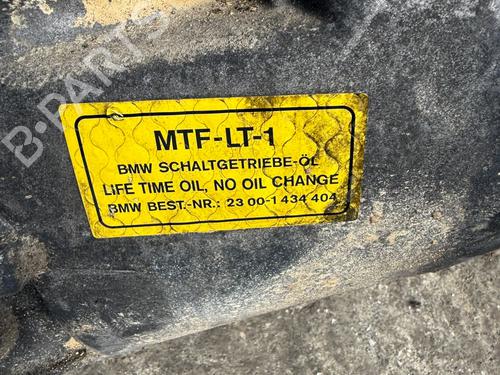 B-PARTS
MTF-LT-1
BMW SCHALTGETRIEBE-ÖL
LIFE TIME OIL, NO OIL CHANGE
BMW BEST.-NR.: 23 00-1 434 404